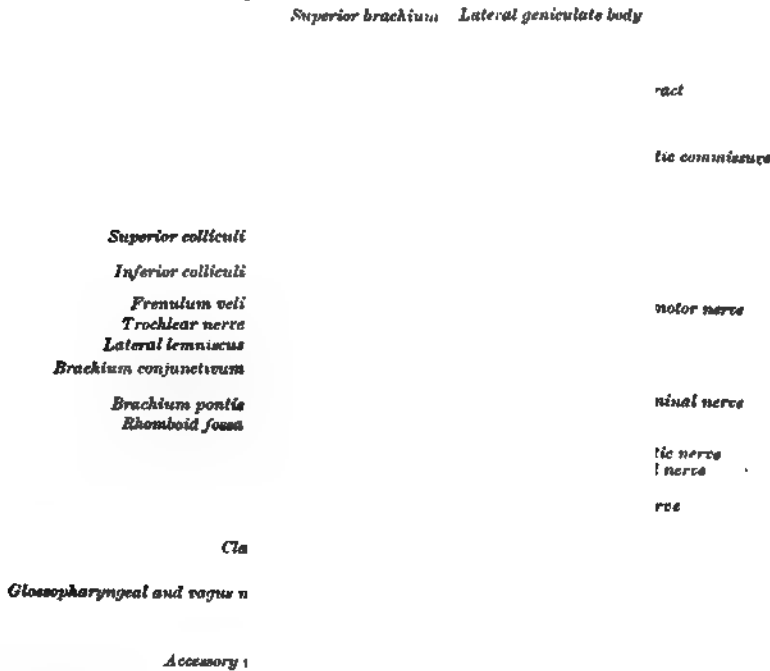 Superior brachium Lateral geniculate body
ract
tic commissure
Superior colliculi
Inferior colliculi
Frenulum veli
motor nerve
Trochlear nerve
Lateral lemniscus
Brachium conjunctivum
Brachium pontis
minal nerve
Rhomboid fossa
tic nerve
l nerve
rve
Cla
Glossopharyngeal and vagus n
Accessory